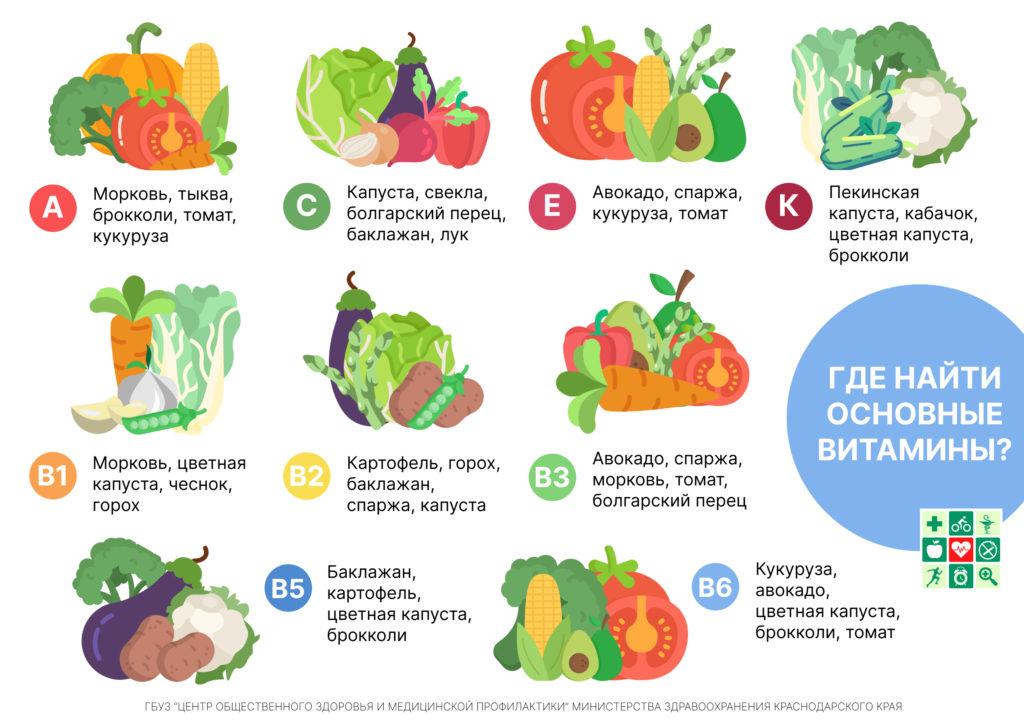 A
Морковь, тыква,
брокколи, томат,
кукуруза
C
Капуста, свекла,
болгарский перец,
баклажан, лук
E
Авокадо, спаржа,
кукуруза, томат
K
Пекинская
капуста, кабачок,
цветная капуста,
брокколи
ГДЕ НАЙТИ
ОСНОВНЫЕ
ВИТАМИНЫ?
B1
Морковь, цветная
капуста, чеснок,
горох
B2
Картофель, горох,
баклажан,
спаржа, капуста
B3
Авокадо, спаржа,
морковь, томат,
болгарский перец
B5
Баклажан,
картофель,
цветная капуста,
брокколи
B6
Кукуруза,
авокадо,
цветная капуста,
брокколи, томат
ГБУЗ "ЦЕНТР ОБЩЕСТВЕННОГО ЗДОРОВЬЯ И МЕДИЦИНСКОЙ ПРОФИЛАКТИКИ" МИНИСТЕРСТВА ЗДРАВООХРАНЕНИЯ КРАСНОДАРСКОГО КРАЯ